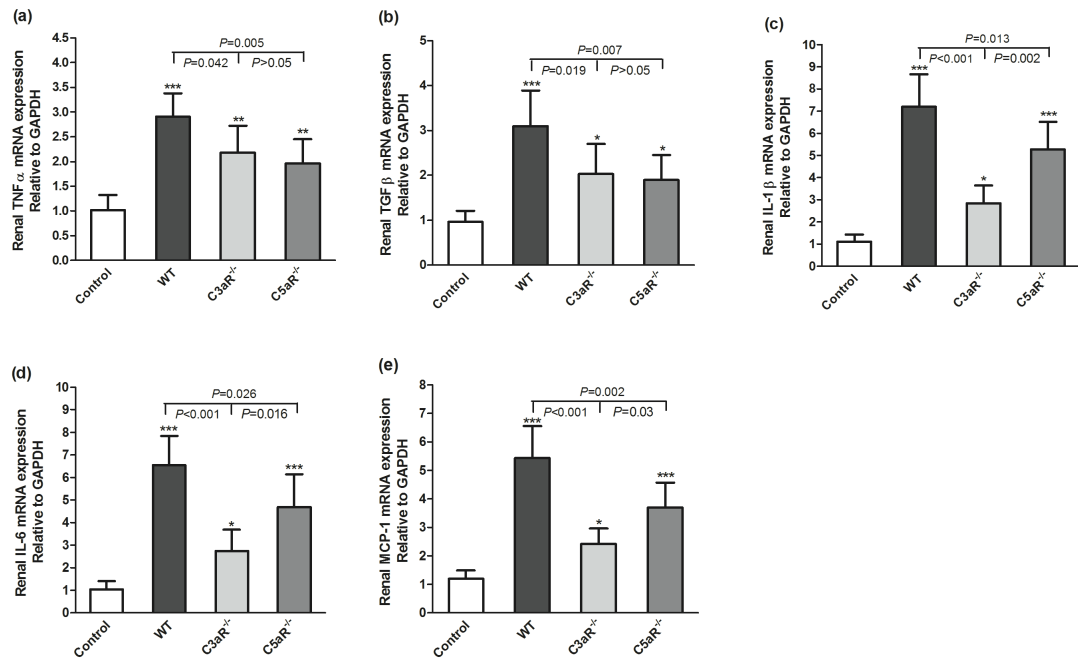 (a)
Renal TNFα mRNA expression
Relative to GAPDH
4.5
4.0
3.5
3.0
2.5
2.0
1.5
1.0
0.5
0.0
P=0.005
P=0.042
P>0.05
***
**
**
Control
WT
C3aR-/-
C5aR-/-
(b)
Renal TGFβ mRNA expression
Relative to GAPDH
5
4
3
2
1
0
P=0.007
P=0.019
P>0.05
***
*
*
Control
WT
C3aR-/-
C5aR-/-
(c)
Renal IL-1β mRNA expression
Relative to GAPDH
10
9
8
7
6
5
4
3
2
1
0
P=0.013
P<0.001
P=0.002
***
*
***
Control
WT
C3aR-/-
C5aR-/-
(d)
Renal IL-6 mRNA expression
Relative to GAPDH
10
9
8
7
6
5
4
3
2
1
0
P=0.026
P<0.001
P=0.016
***
*
***
Control
WT
C3aR-/-
C5aR-/-
(e)
Renal MCP-1 mRNA expression
Relative to GAPDH
8
7
6
5
4
3
2
1
0
P=0.002
P<0.001
P=0.03
***
*
***
Control
WT
C3aR-/-
C5aR-/-